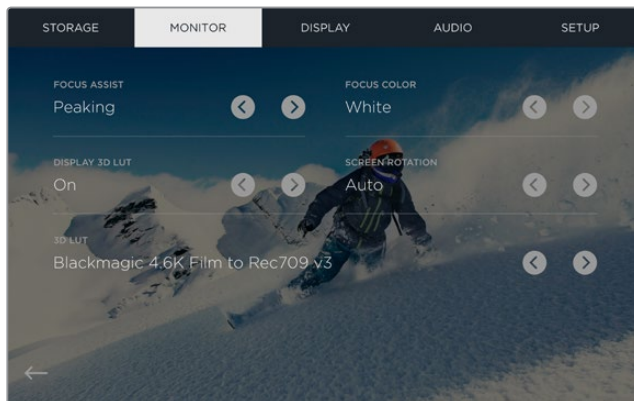 STORAGE MONITOR DISPLAY AUDIO SETUP
FOCUS ASSIST FOCUS COLOR
Peaking White
DISPLAY 3D LUT SCREEN ROTATION
On Auto
3D LUT
Blackmagic 4.6K Film to Rec709 v3